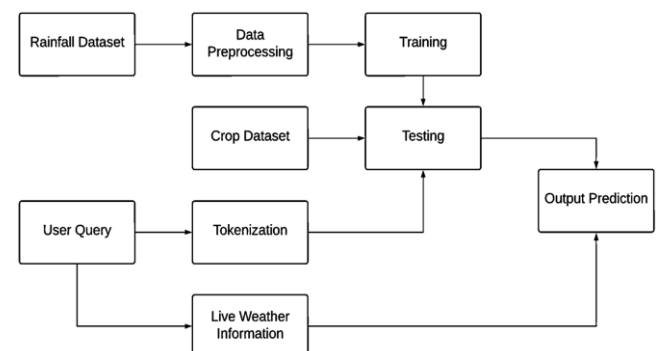 Rainfall Dataset
Data
Preprocessing
Training
Crop Dataset
Testing
Output Prediction
User Query
Tokenization
Live Weather
Information